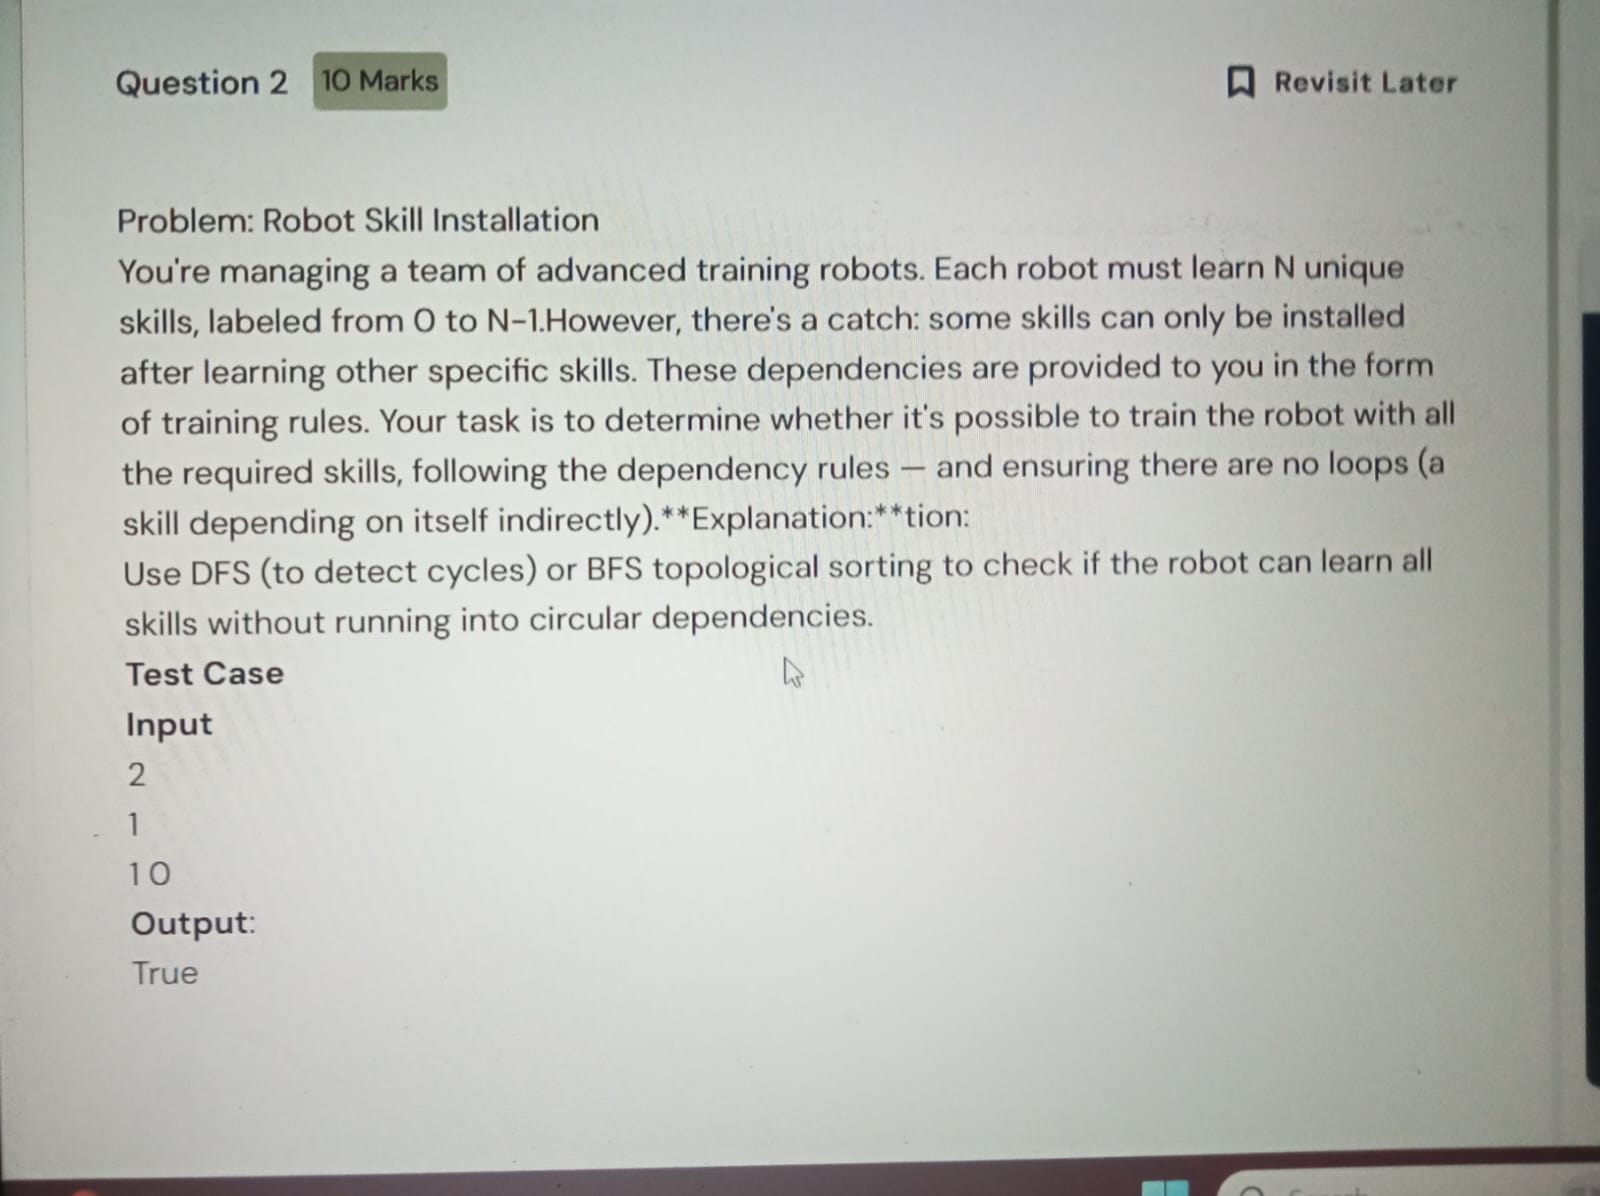 Question 2 10 Marks Revisit Later
Problem: Robot Skill Installation
You're managing a team of advanced training robots. Each robot must learn N unique
skills, labeled from 0 to N-1.However, there's a catch: some skills can only be installed
after learning other specific skills. These dependencies are provided to you in the form
of training rules. Your task is to determine whether it's possible to train the robot with all
the required skills, following the dependency rules — and ensuring there are no loops (a
skill depending on itself indirectly).**Explanation:**tion:
Use DFS (to detect cycles) or BFS topological sorting to check if the robot can learn all
skills without running into circular dependencies.
Test Case
Input
2
1
1 0
Output:
True